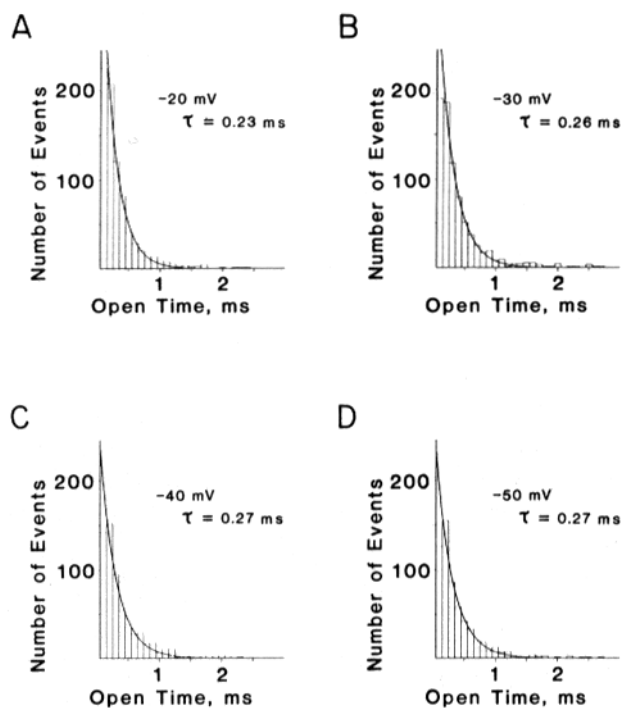 A
Number of Events
200
100
-20 mV
τ = 0.23 ms
1
2
Open Time, ms
B
Number of Events
200
100
-30 mV
τ = 0.26 ms
1
2
Open Time, ms
C
Number of Events
200
100
-40 mV
τ = 0.27 ms
1
2
Open Time, ms
D
Number of Events
200
100
-50 mV
τ = 0.27 ms
1
2
Open Time, ms